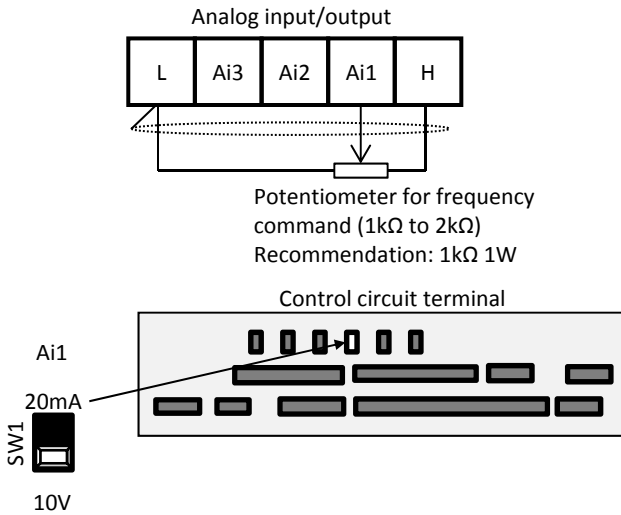 Analog input/output
L Ai3 Ai2 Ai1 H
Potentiometer for frequency
command (1kΩ to 2kΩ)
Recommendation: 1kΩ 1W
Control circuit terminal
Ai1
20mA
SW1
10V